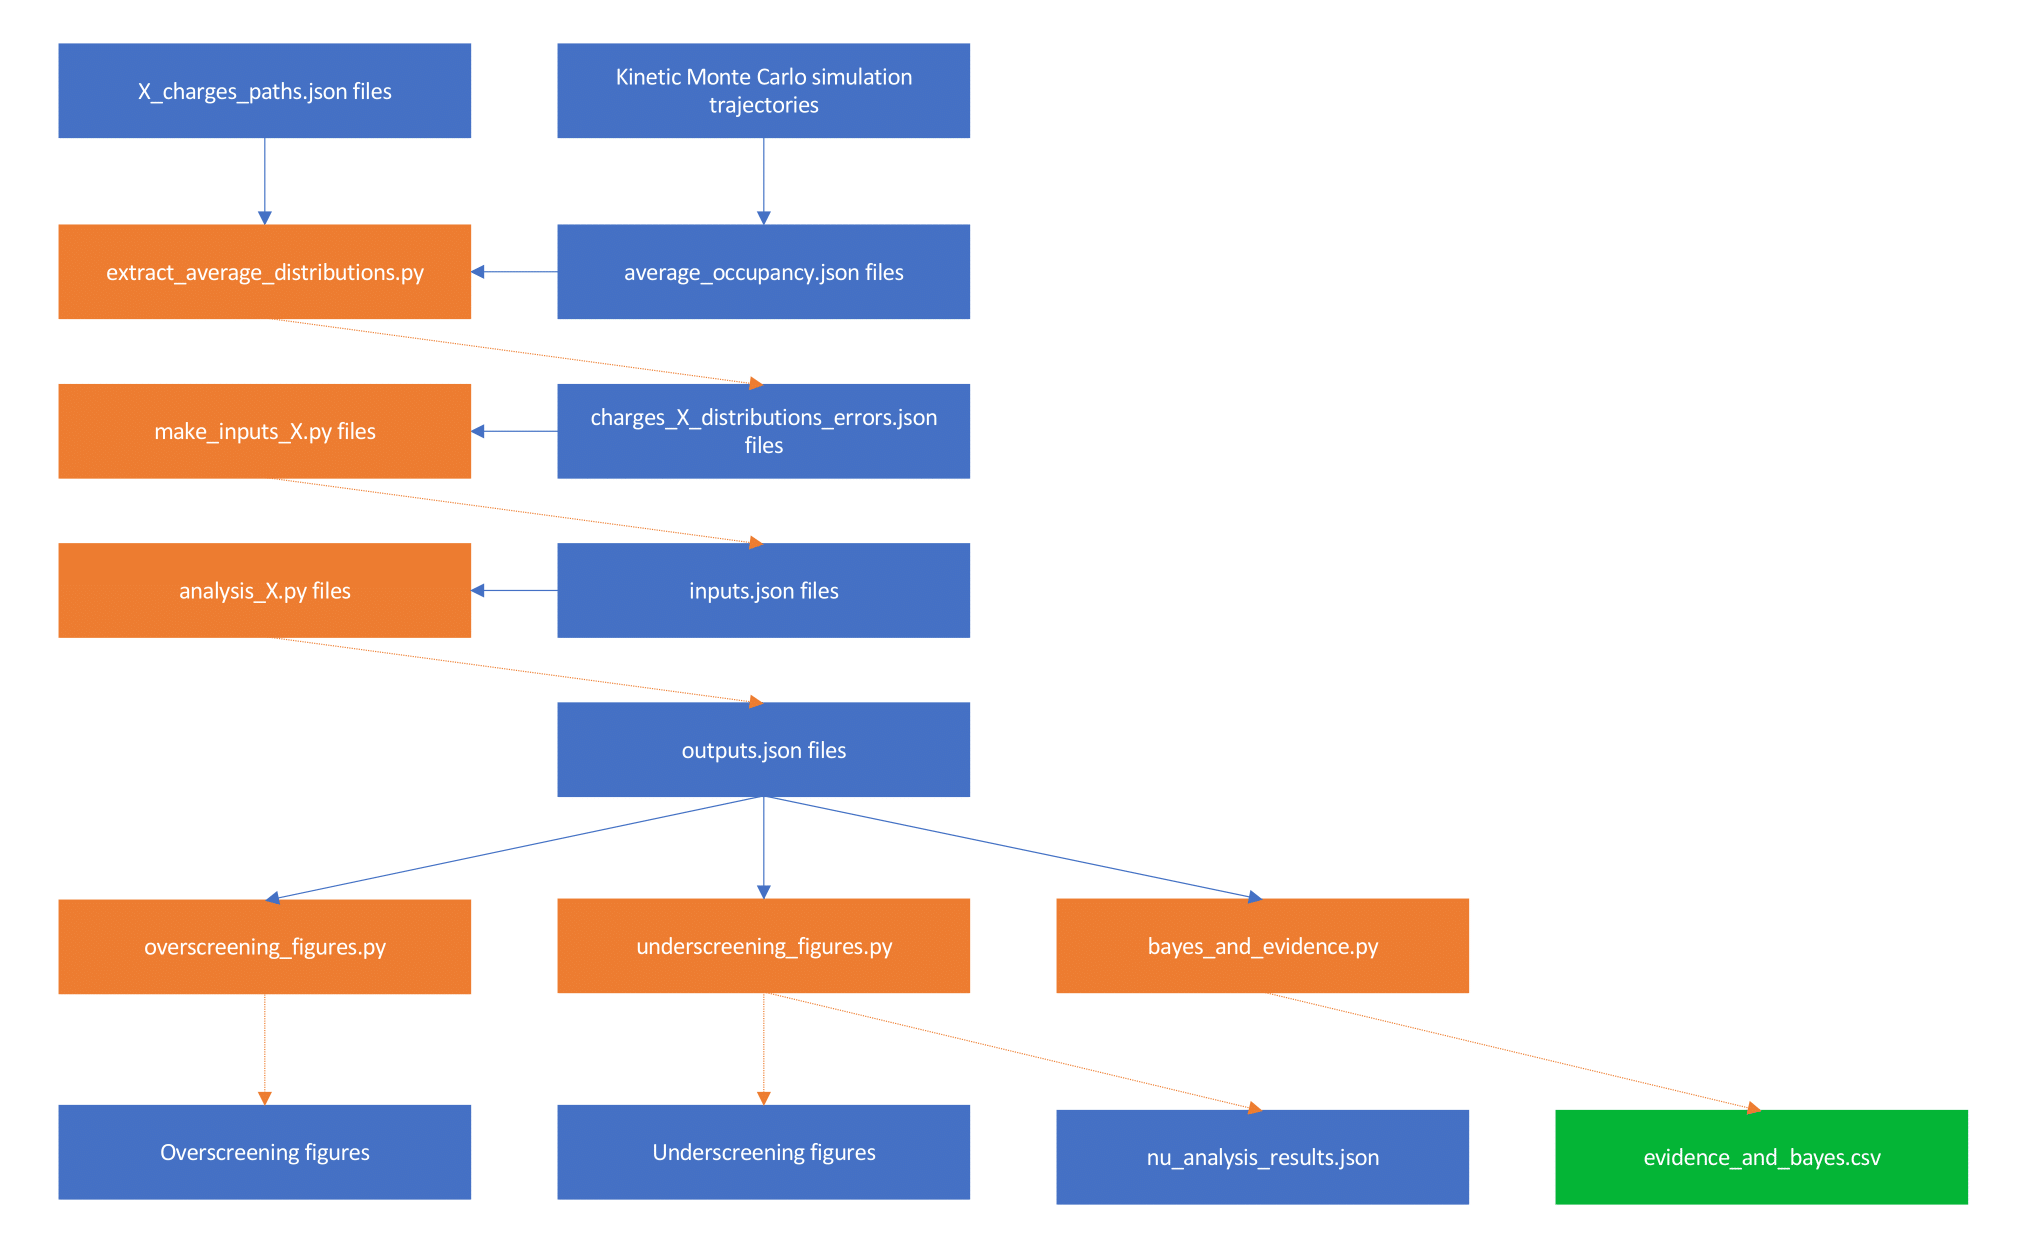 X_charges_paths.json files
Kinetic Monte Carlo simulation
trajectories
extract_average_distributions.py
average_occupancy.json files
make_inputs_X.py files
charges_X_distributions_errors.json
files
analysis_X.py files
inputs.json files
outputs.json files
overscreening_figures.py
underscreening_figures.py
bayes_and_evidence.py
Overscreening figures
Underscreening figures
nu_analysis_results.json
evidence_and_bayes.csv